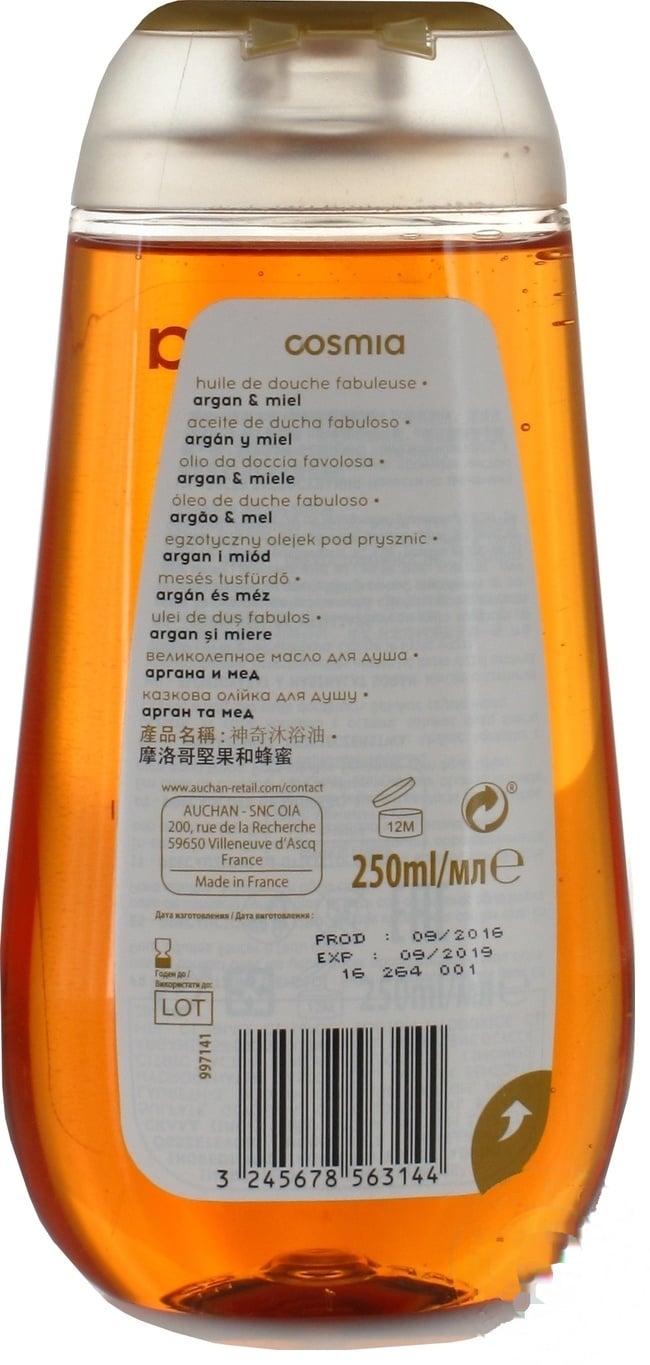 cosmia
huile de douche fabuleuse •
argan & miel
aceite de ducha fabuloso •
argán y miel
olio da doccia favolosa •
argan & miele
óleo de duche fabuloso •
argão & mel
egzotyczny olejek pod prysznic •
argan i miód
mesés tusfürdő •
argán és méz
ulei de duș fabulos •
argan și miere
великолепное масло для душа •
аргана и мед
казкова олійка для душу •
арган та мед
產品名稱 : 神奇沐浴油 •
摩洛哥堅果和蜂蜜
www.auchan-retail.com/contact
AUCHAN - SNC OIA
200, rue de la Recherche
59650 Villeneuve d'Ascq
France
Made in France
12M
®
250ml/мл℮
Дата изготовления / Дата виготовлення :
PROD : 09/2016
EXP : 09/2019
16 264 001
Годен до /
Використати до:
LOT
997141
3 245678 563144